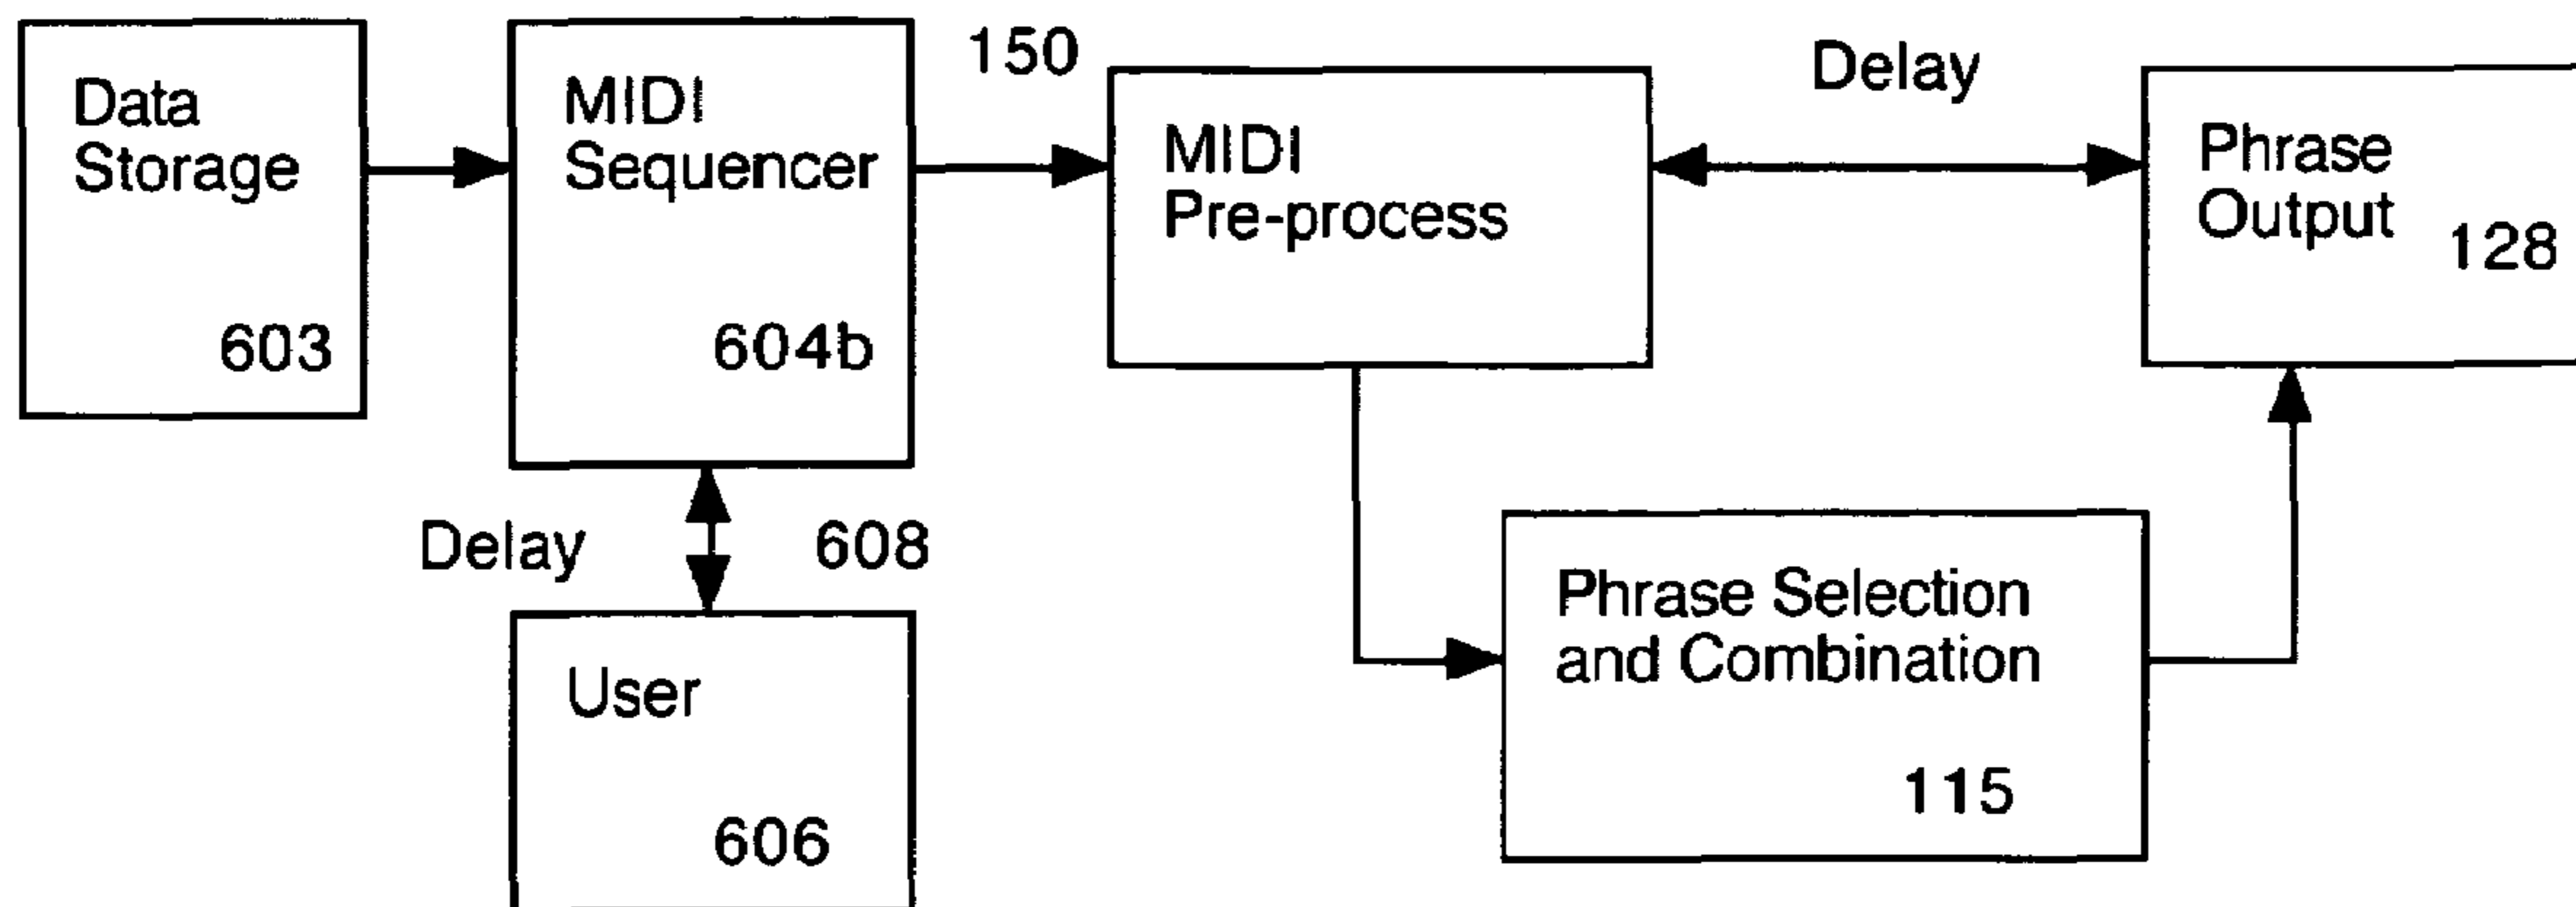 Data
Storage
603
MIDI
Sequencer
604b
150
MIDI
Pre-process
Delay
Phrase
Output
128
Delay
608
User
606
Phrase Selection
and Combination
115